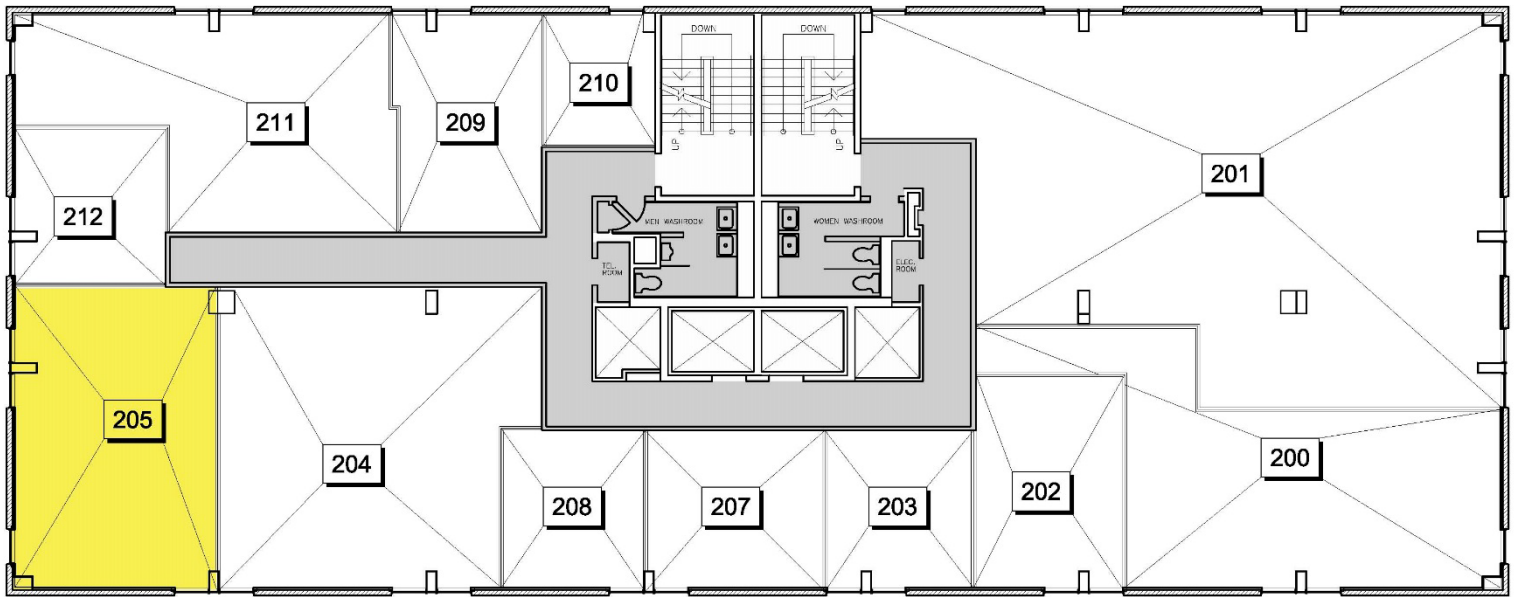 DOWN
DOWN
UP
UP
210
211
209
201
212
MEN WASHROOM
WOMEN WASHROOM
TEL.
ROOM
ELEC.
ROOM
205
204
208
207
203
202
200